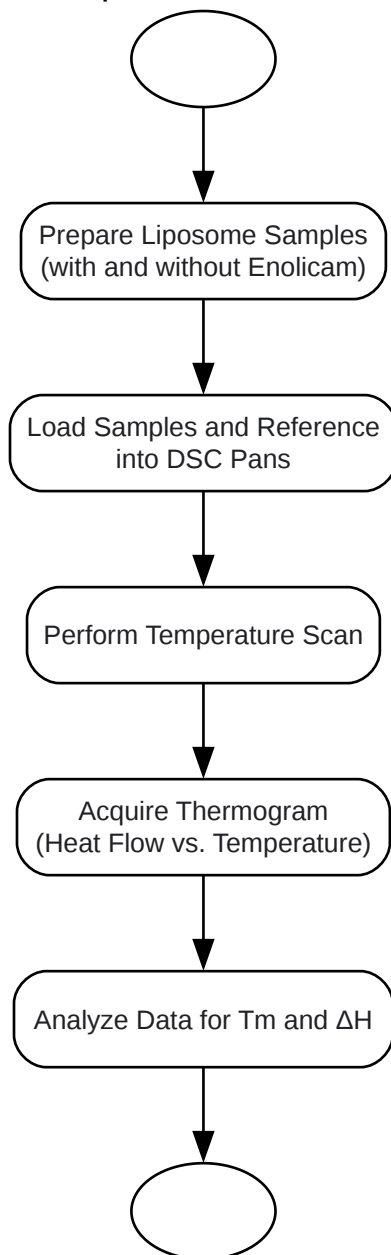 Prepare Liposome Samples
(with and without Enolicam)
Load Samples and Reference
into DSC Pans
Perform Temperature Scan
Acquire Thermogram
(Heat Flow vs. Temperature)
Analyze Data for Tm and ΔH